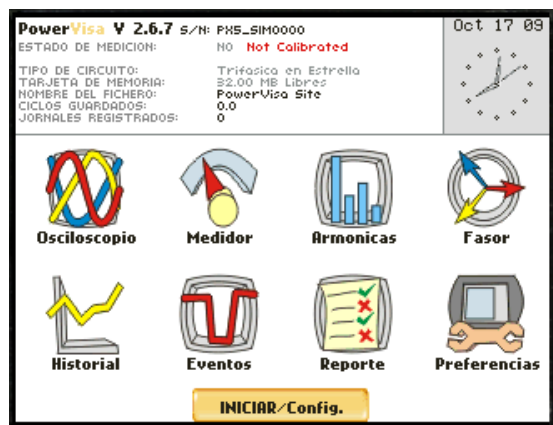 PowerVisa V 2.6.7 S/N: PXS_SIM0000 Oct 17 09
ESTADO DE MEDICION: NO Not Calibrated
TIPO DE CIRCUITO: Trifasica en Estrella
TARJETA DE MEMORIA: 32.00 MB Libres
NOMBRE DEL FICHERO: PowerVisa Site
CICLOS GUARDADOS: 0.0
JORNALES REGISTRADOS: 0
Osciloscopio Medidor Armonicas Fasor
Historial Eventos Reporte Preferencias
INICIAR/Config.